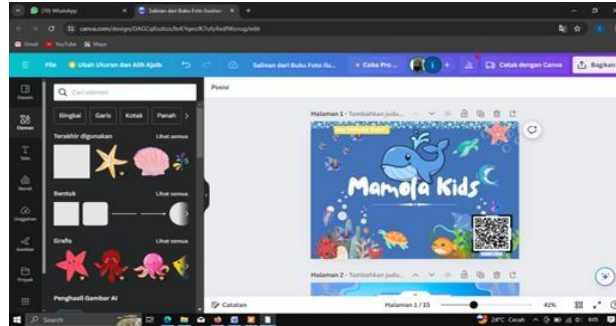 (70) WhatsApp
Salinan dari Buku Foto Ilustrasi
canva.com/design/
Gmail YouTube Maps
File Ubah Ukuran dan Alih Ajaib Salinan dari Buku Foto Ilu... Coba Pro... Cetak dengan Canva Bagikan
Desain
Elemen
Teks
Merek
Unggahan
Gambar
Proyek
Cari elemen
Bingkai Garis Kotak Panah
Terakhir digunakan Lihat semua
Bentuk Lihat semua
Grafis Lihat semua
Penghasil Gambar AI
Posisi
Halaman 1 - Tambahkan judu...
Mamofa Kids
Halaman 2 - Tambahkan judu...
Catatan
Halaman 1 / 15
41%
Search
24°C Cerah